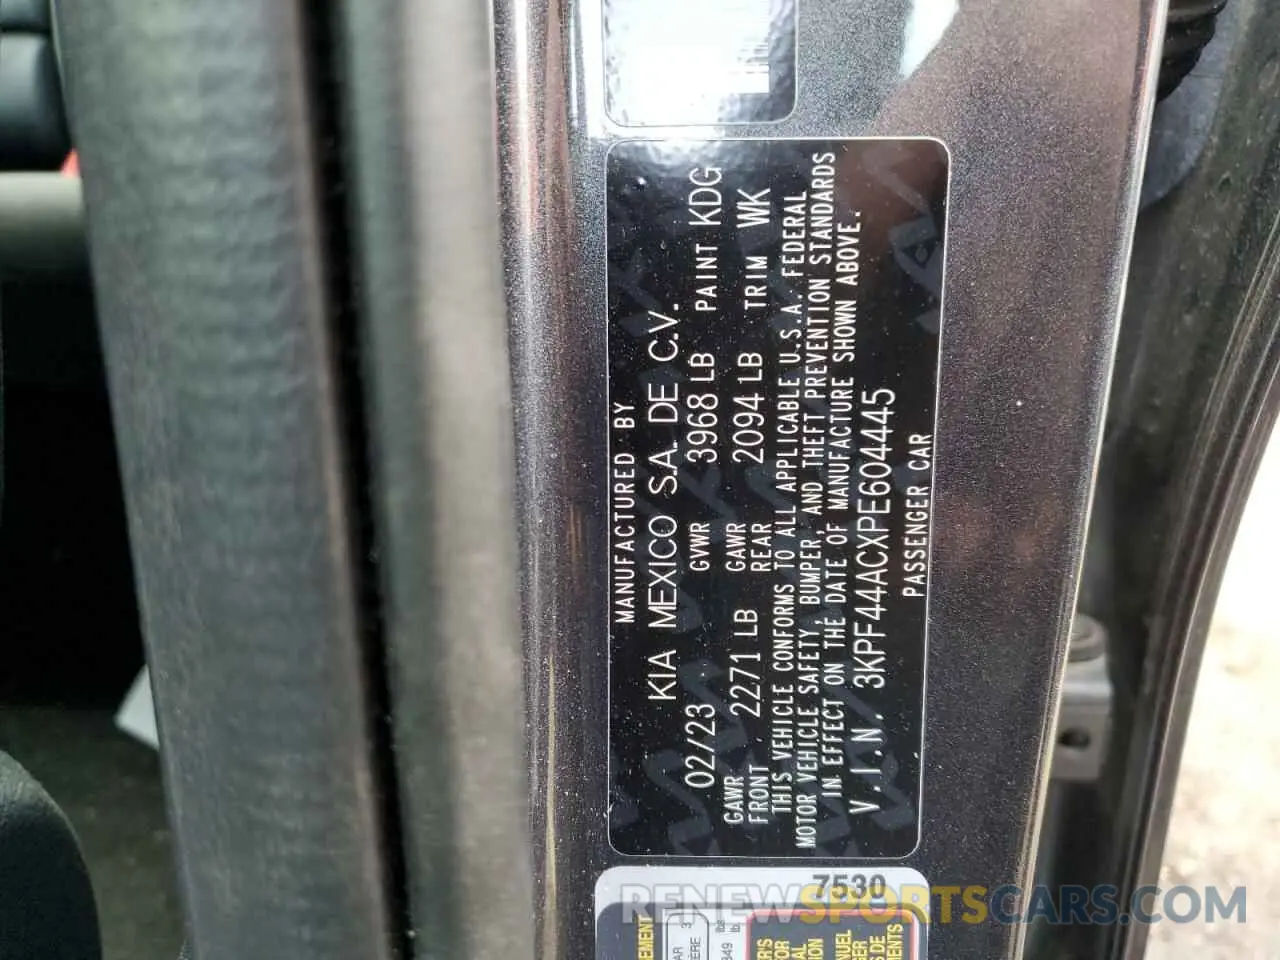 MANUFACTURED BY
KIA MEXICO S.A. DE C.V.
02/23 GVWR 3968 LB PAINT KDG
GAWR FRONT 2271 LB GAWR REAR 2094 LB TRIM WK
THIS VEHICLE CONFORMS TO ALL APPLICABLE U.S.A. FEDERAL
MOTOR VEHICLE SAFETY, BUMPER, AND THEFT PREVENTION STANDARDS
IN EFFECT ON THE DATE OF MANUFACTURE SHOWN ABOVE.
V.I.N. 3KPF44ACXPE604445
PASSENGER CAR
7530
RENEWSPORTSCARS.COM